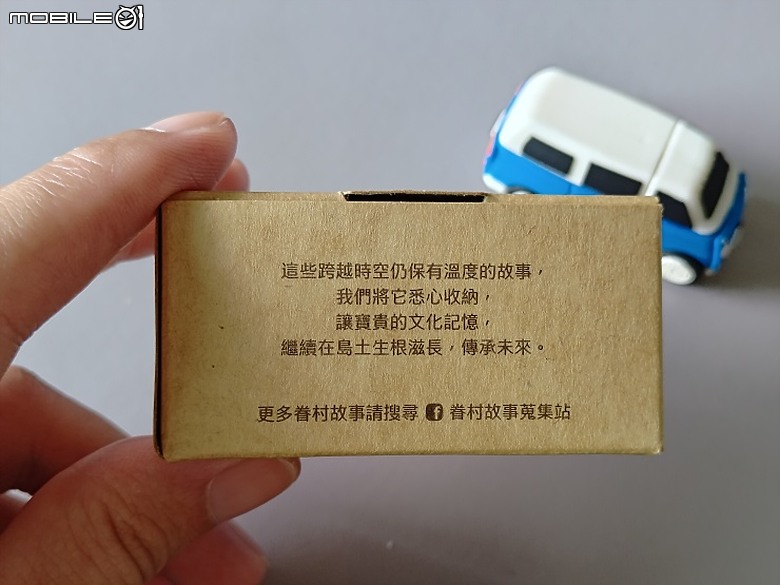 MOBILE01
這些跨越時空仍保有溫度的故事，
我們將它悉心收納，
讓寶貴的文化記憶，
繼續在島土生根滋長，傳承未來。
更多眷村故事請搜尋 f 眷村故事蒐集站